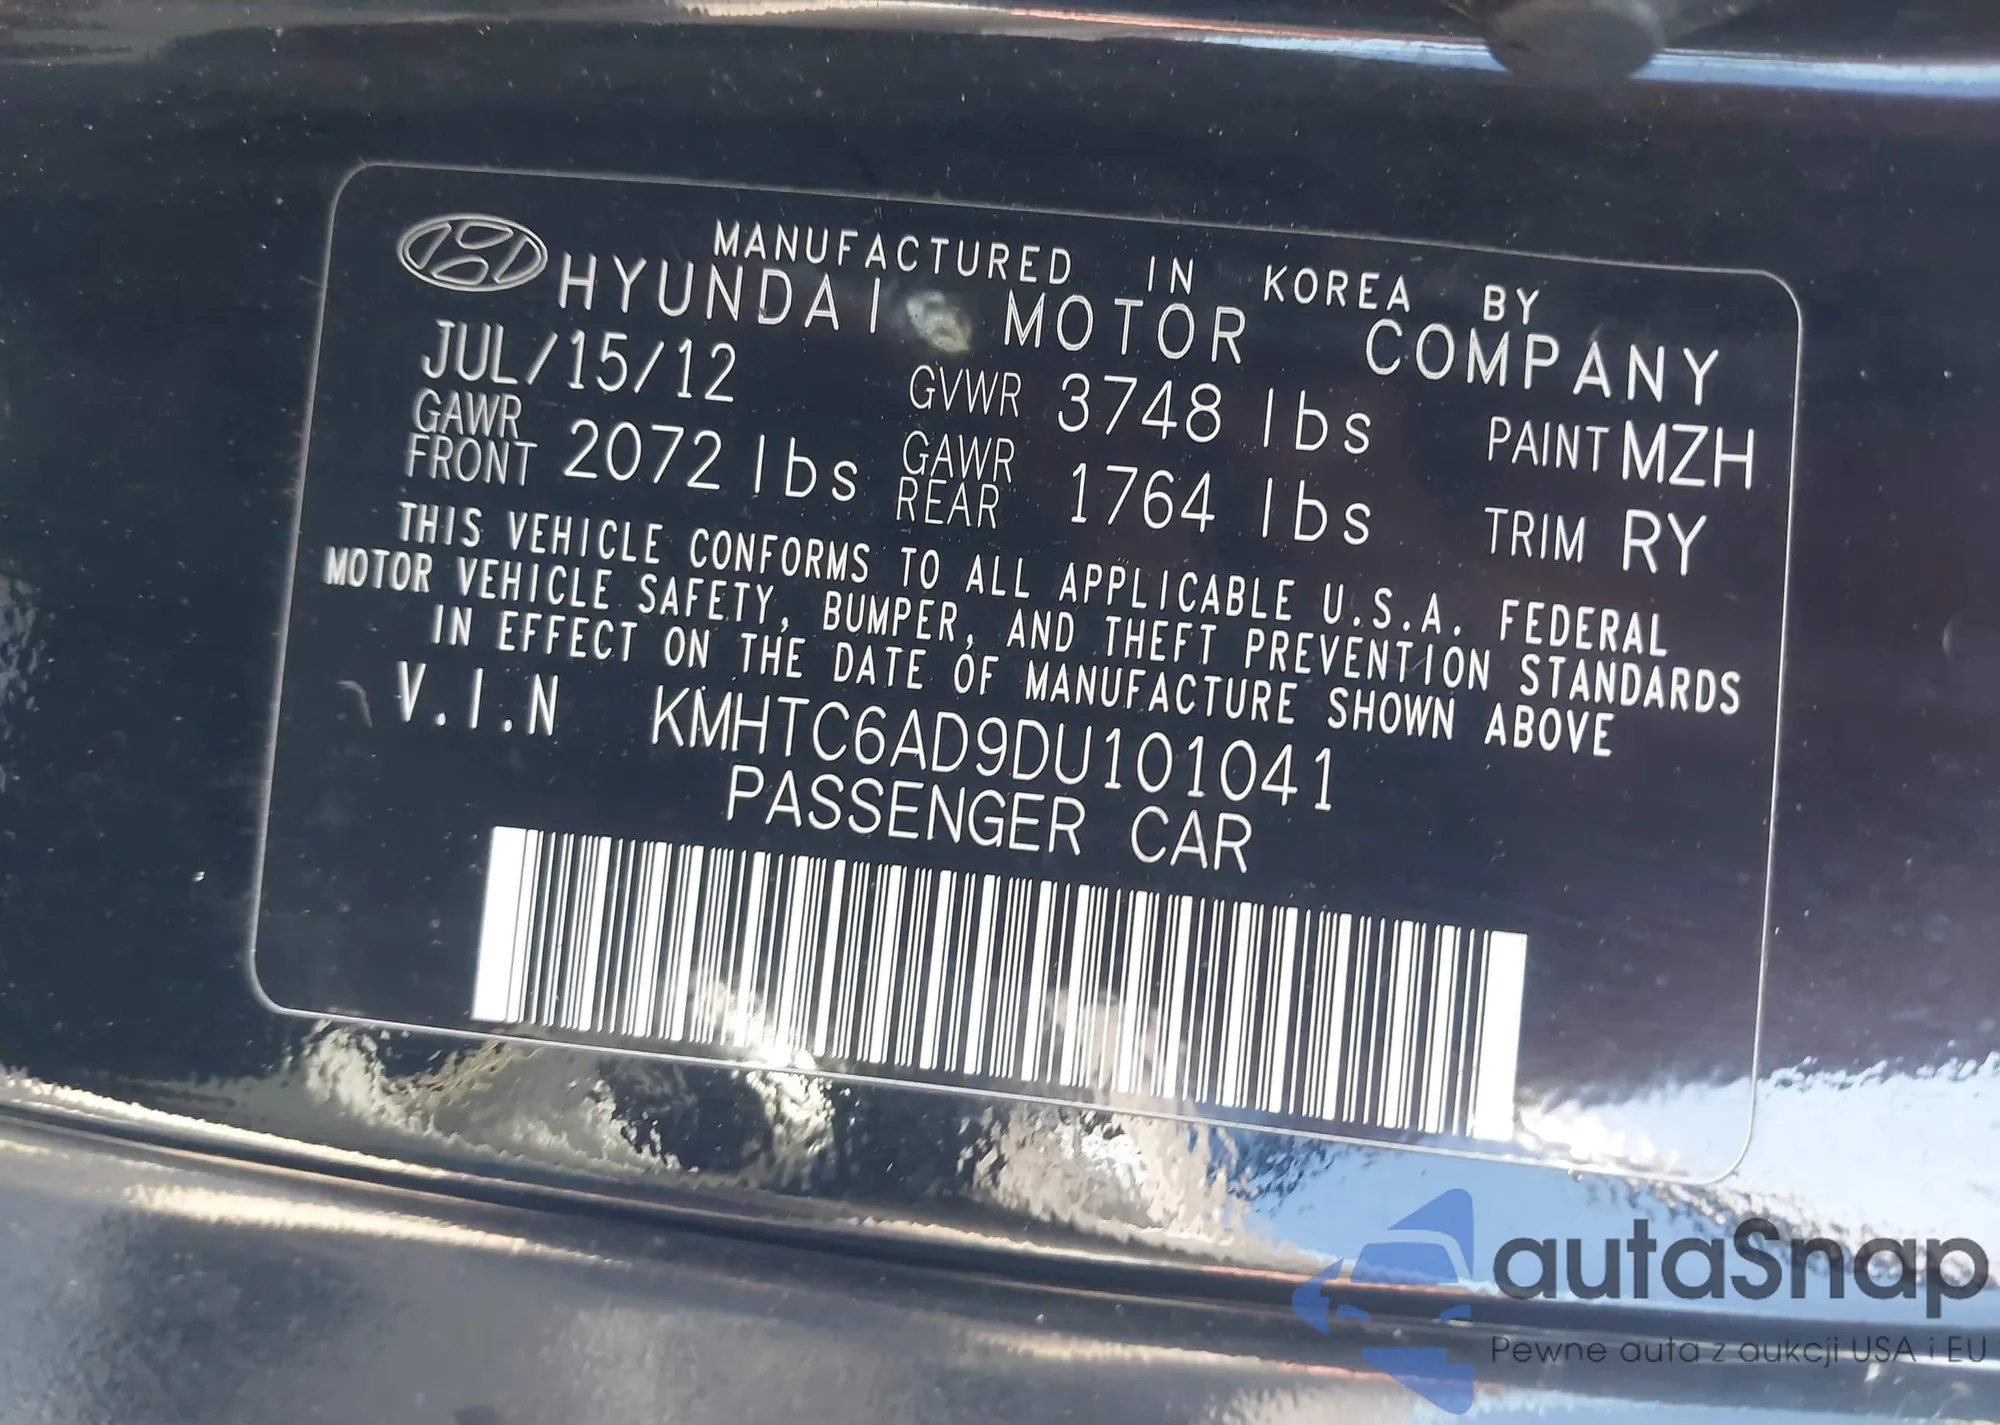 MANUFACTURED IN KOREA BY
HYUNDAI MOTOR COMPANY
JUL/15/12 GVWR 3748 lbs PAINT MZH
GAWR FRONT 2072 lbs GAWR REAR 1764 lbs TRIM RY
THIS VEHICLE CONFORMS TO ALL APPLICABLE U.S.A. FEDERAL
MOTOR VEHICLE SAFETY, BUMPER, AND THEFT PREVENTION STANDARDS
IN EFFECT ON THE DATE OF MANUFACTURE SHOWN ABOVE
V.I.N KMHTC6AD9DU101041
PASSENGER CAR
autaSnap
Pewne auta z aukcji USA i EU